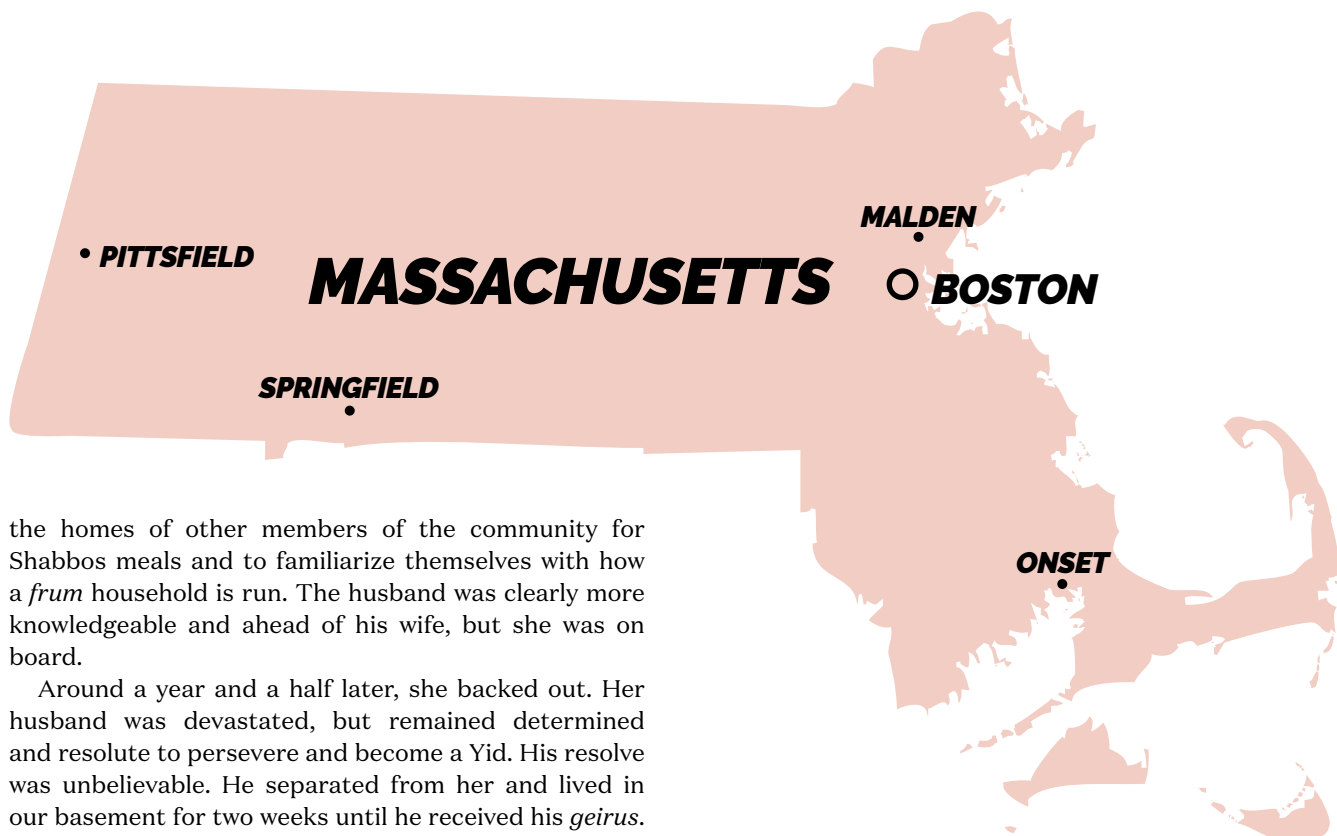 MALDEN
PITTSFIELD
MASSACHUSETTS
BOSTON
SPRINGFIELD
ONSET
the homes of other members of the community for
Shabbos meals and to familiarize themselves with how
a frum household is run. The husband was clearly more
knowledgeable and ahead of his wife, but she was on
board.
Around a year and a half later, she backed out. Her
husband was devastated, but remained determined
and resolute to persevere and become a Yid. His resolve
was unbelievable. He separated from her and lived in
our basement for two weeks until he received his geirus.